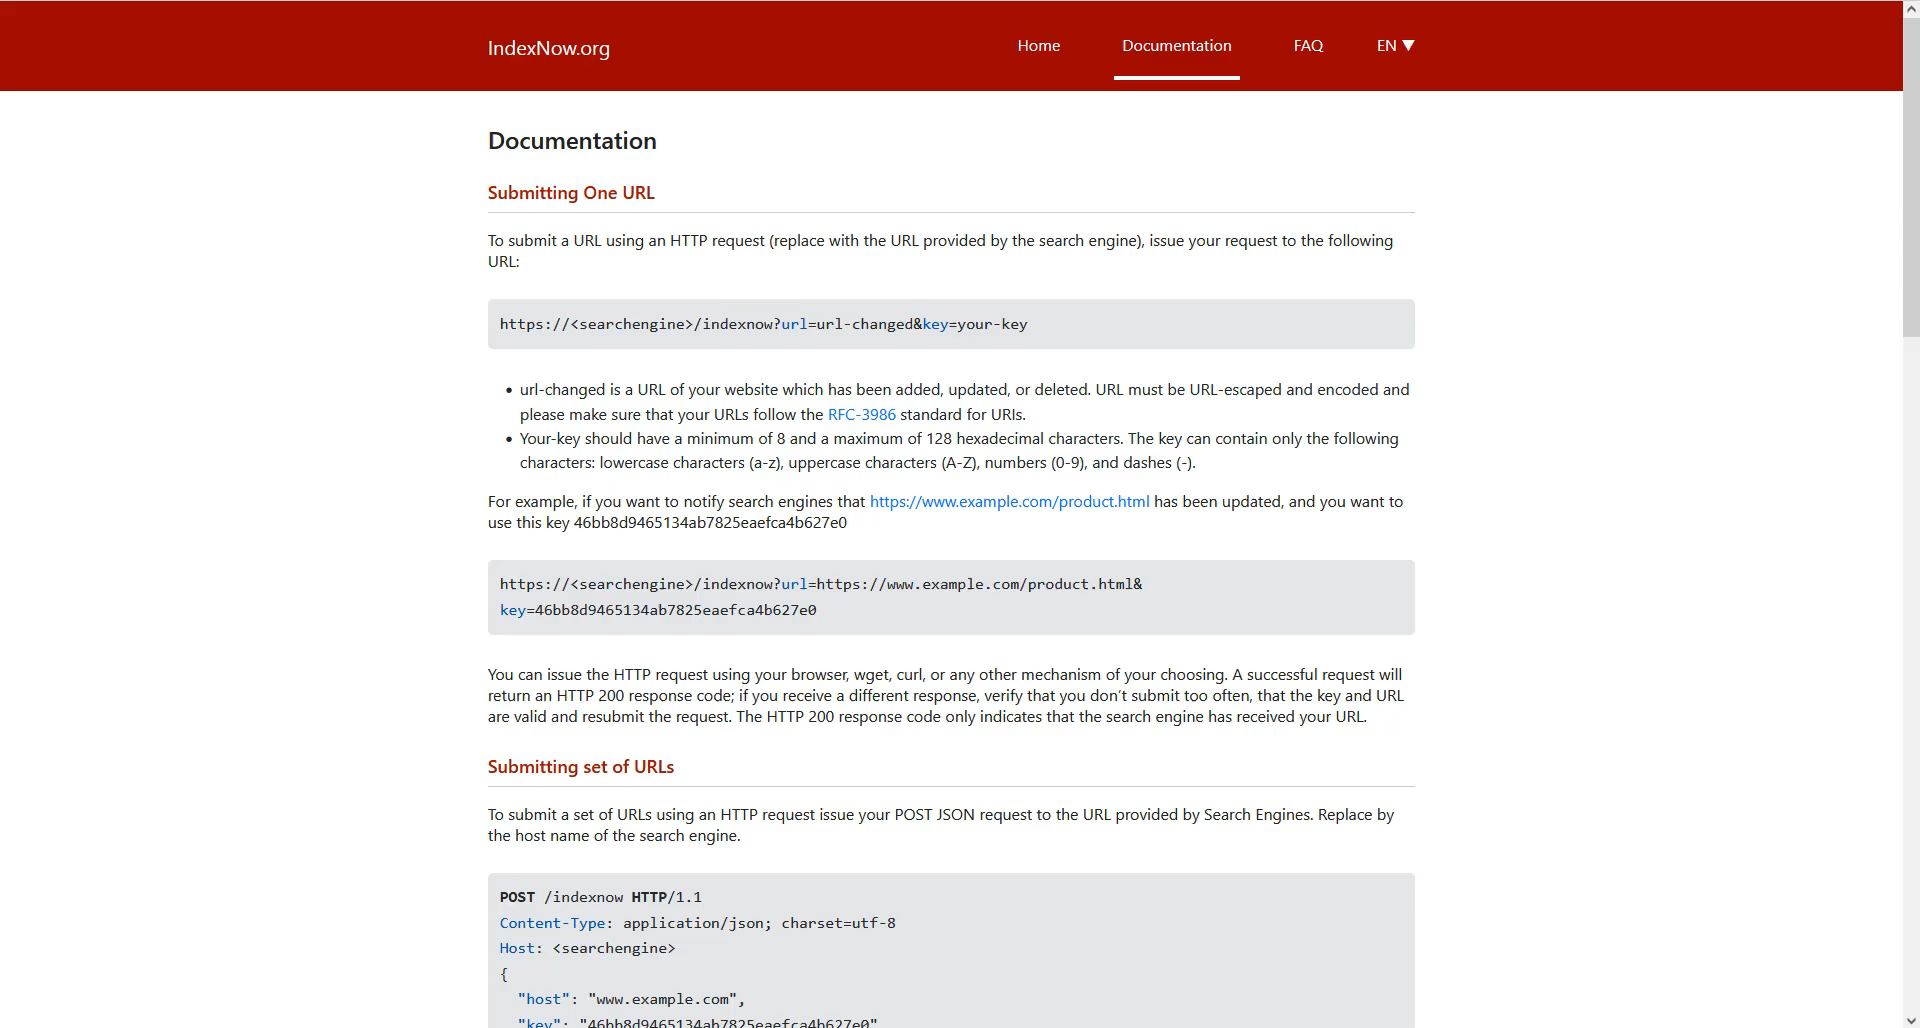 IndexNow.org
Home
Documentation
FAQ
EN ▼
Documentation
Submitting One URL
To submit a URL using an HTTP request (replace with the URL provided by the search engine), issue your request to the following
URL:
https://<searchengine>/indexnow?url=url-changed&key=your-key
• url-changed is a URL of your website which has been added, updated, or deleted. URL must be URL-escaped and encoded and
please make sure that your URLs follow the RFC-3986 standard for URIs.
• Your-key should have a minimum of 8 and a maximum of 128 hexadecimal characters. The key can contain only the following
characters: lowercase characters (a-z), uppercase characters (A-Z), numbers (0-9), and dashes (-).
For example, if you want to notify search engines that https://www.example.com/product.html has been updated, and you want to
use this key 46bb8d9465134ab7825eaefca4b627e0
https://<searchengine>/indexnow?url=https://www.example.com/product.html&
key=46bb8d9465134ab7825eaefca4b627e0
You can issue the HTTP request using your browser, wget, curl, or any other mechanism of your choosing. A successful request will
return an HTTP 200 response code; if you receive a different response, verify that you don´t submit too often, that the key and URL
are valid and resubmit the request. The HTTP 200 response code only indicates that the search engine has received your URL.
Submitting set of URLs
To submit a set of URLs using an HTTP request issue your POST JSON request to the URL provided by Search Engines. Replace by
the host name of the search engine.
POST /indexnow HTTP/1.1
Content-Type: application/json; charset=utf-8
Host: <searchengine>
{
"host": "www.example.com",
"key": "46bb8d9465134ab7825eaefca4b627e0"